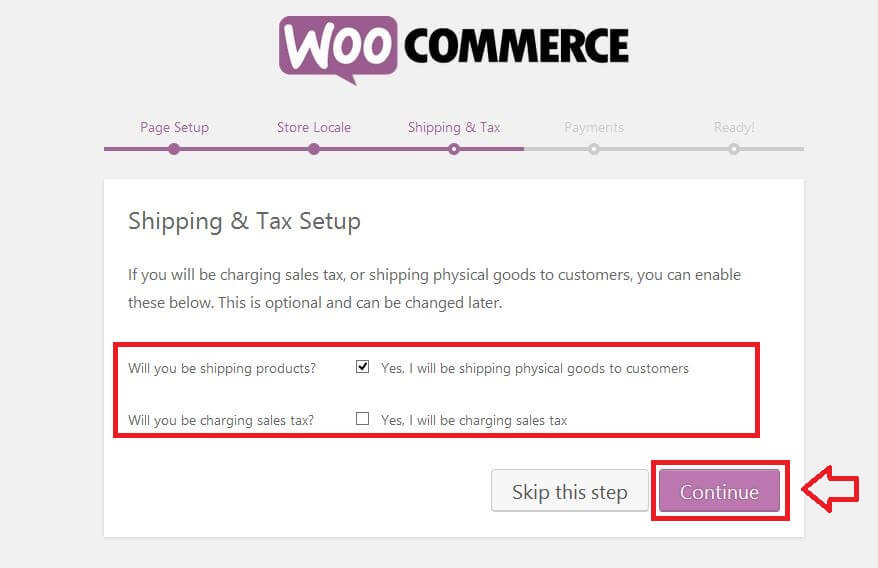 WOO COMMERCE
Page Setup Store Locale Shipping & Tax Payments Ready!
Shipping & Tax Setup
If you will be charging sales tax, or shipping physical goods to customers, you can enable
these below. This is optional and can be changed later.
Will you be shipping products? Yes, I will be shipping physical goods to customers
Will you be charging sales tax? Yes, I will be charging sales tax
Skip this step Continue